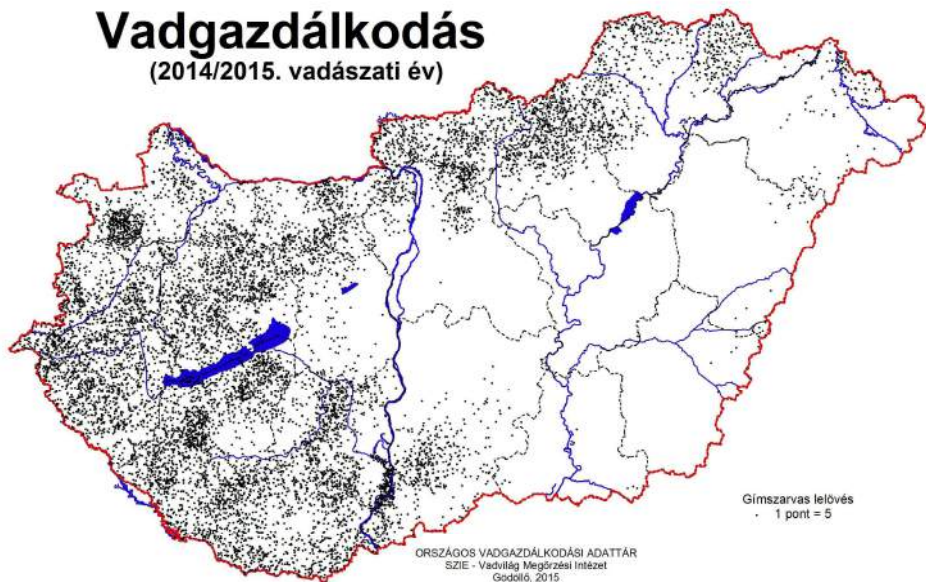 Vadgazdálkodás
(2014/2015. vadászati év)
Gímszarvas lelövés
. 1 pont = 5
ORSZÁGOS VADGAZDÁLKODÁSI ADATTÁR
SZIE - Vadvilág Megőrzési Intézet
Gödöllő, 2015